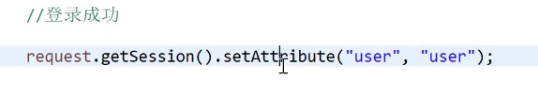 //登录成功
request.getSession().setAttribute("user", "user");